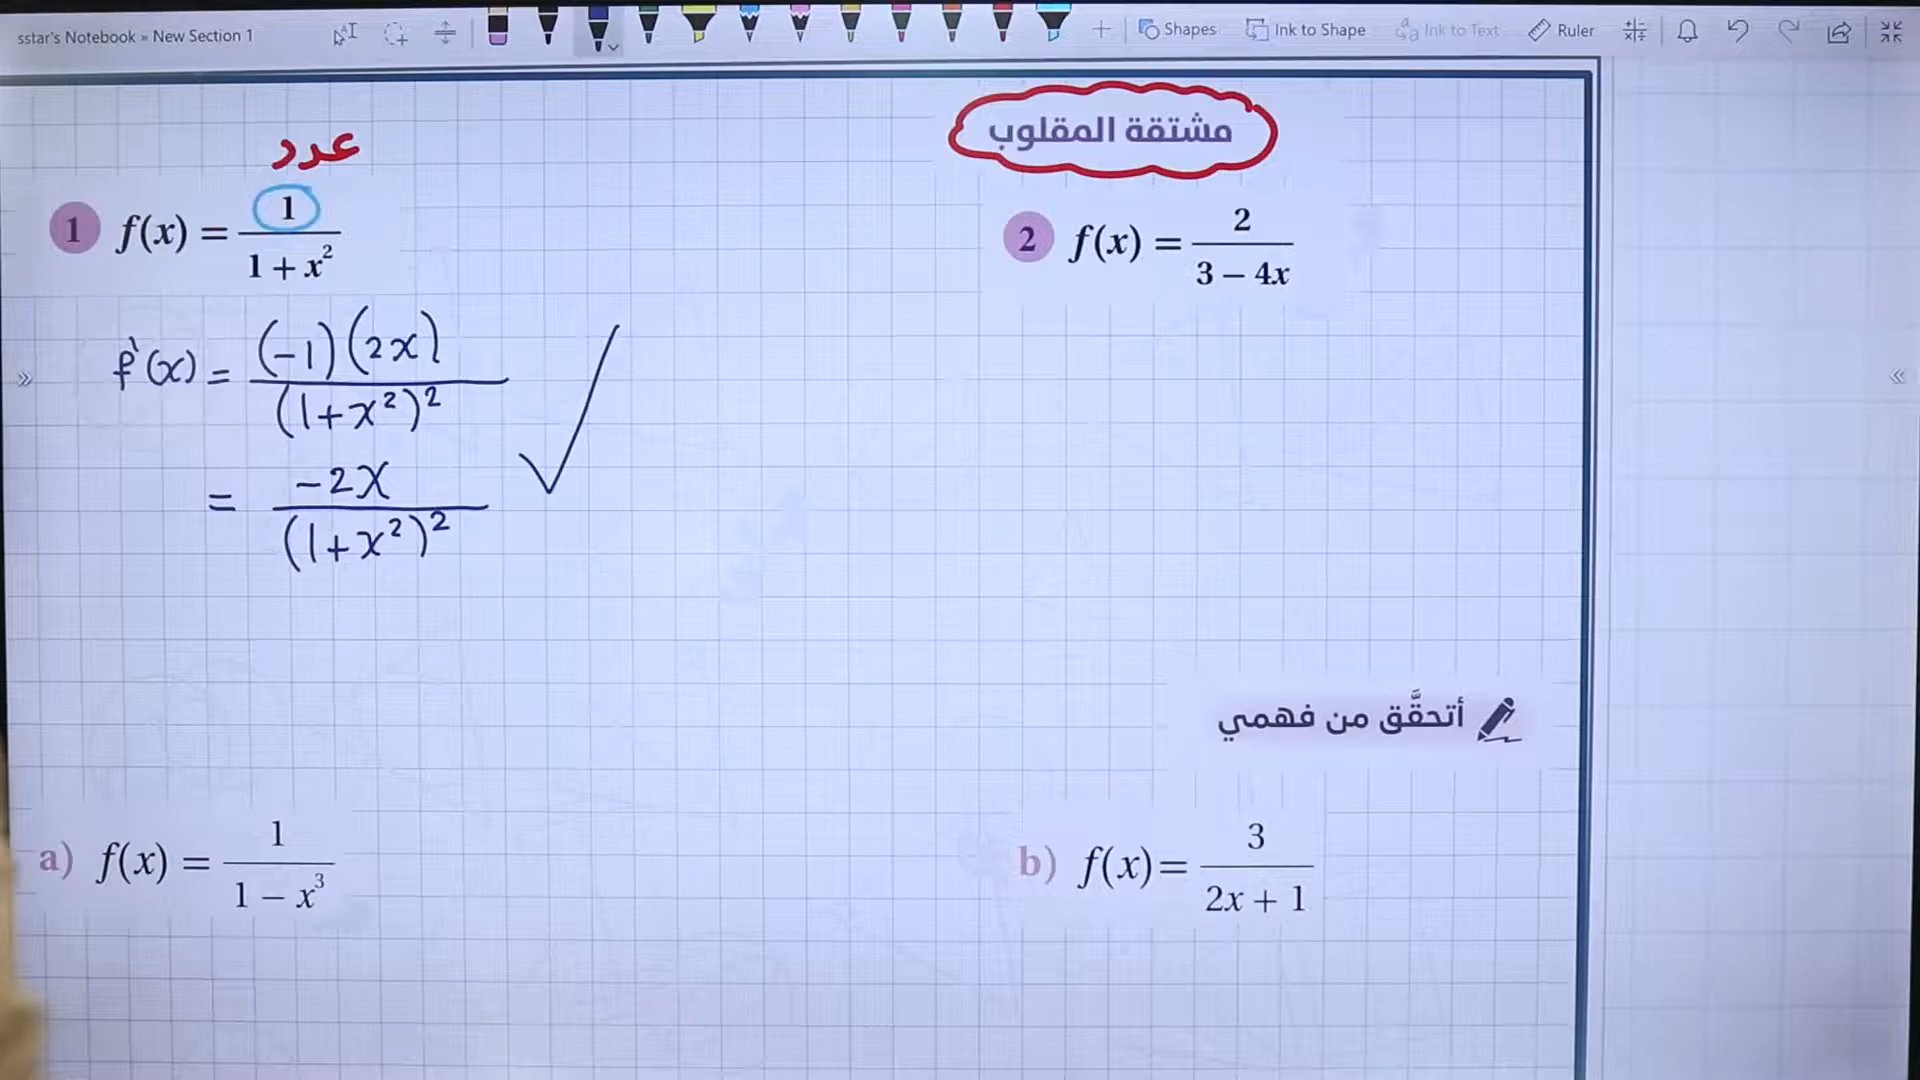 sstar's Notebook » New Section 1
Shapes
Ink to Shape
Ink to Text
Ruler
مشتقة المقلوب
عدد
1 f(x) = 1 / (1 + x²)
f'(x) = (-1)(2x) / (1+x²)²
= -2x / (1+x²)²
2 f(x) = 2 / (3 – 4x)
أتحقَّق من فهمي
a) f(x) = 1 / (1 – x³)
b) f(x) = 3 / (2x + 1)